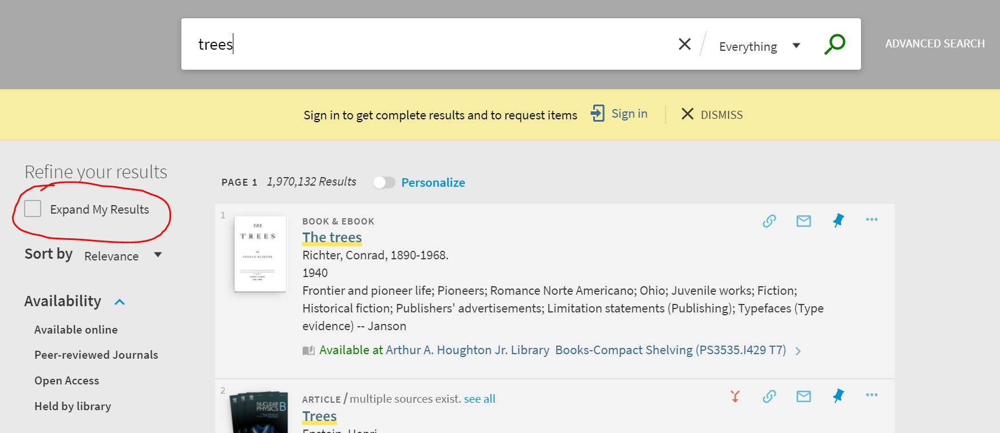 trees
Everything
ADVANCED SEARCH
Sign in to get complete results and to request items
Sign in
DISMISS
Refine your results
Expand My Results
Sort by Relevance
Availability
Available online
Peer-reviewed Journals
Open Access
Held by library
PAGE 1 1,970,132 Results
Personalize
1
THE
TREES
BY
CONRAD RICHTER
BOOK & EBOOK
The trees
Richter, Conrad, 1890-1968.
1940
Frontier and pioneer life; Pioneers; Romance Norte Americano; Ohio; Juvenile works; Fiction;
Historical fiction; Publishers' advertisements; Limitation statements (Publishing); Typefaces (Type
evidence) -- Janson
Available at Arthur A. Houghton Jr. Library Books-Compact Shelving (PS3535.I429 T7)
2
NUCLEAR
PHYSICS B
ARTICLE / multiple sources exist. see all
Trees
Epstein, Henri